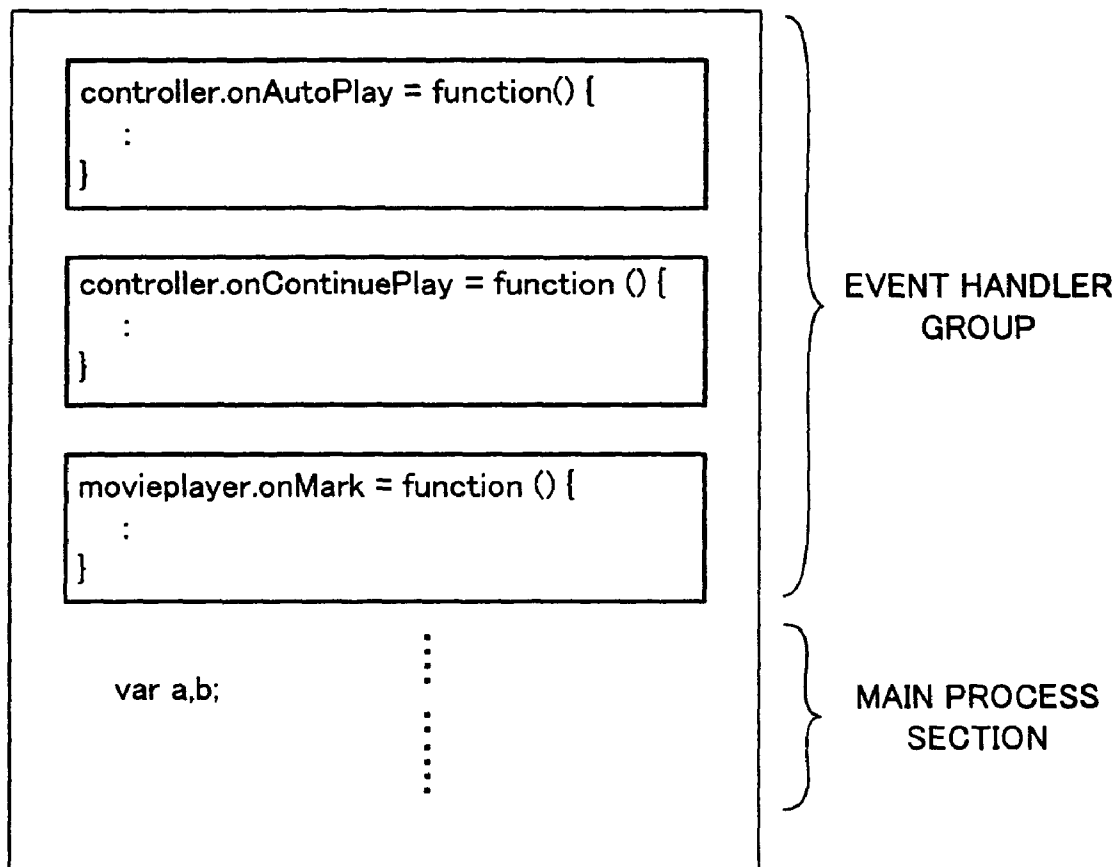 controller.onAutoPlay = function() {
:
}
controller.onContinuePlay = function () {
:
}
movieplayer.onMark = function () {
:
}
EVENT HANDLER
GROUP
var a,b;
MAIN PROCESS
SECTION